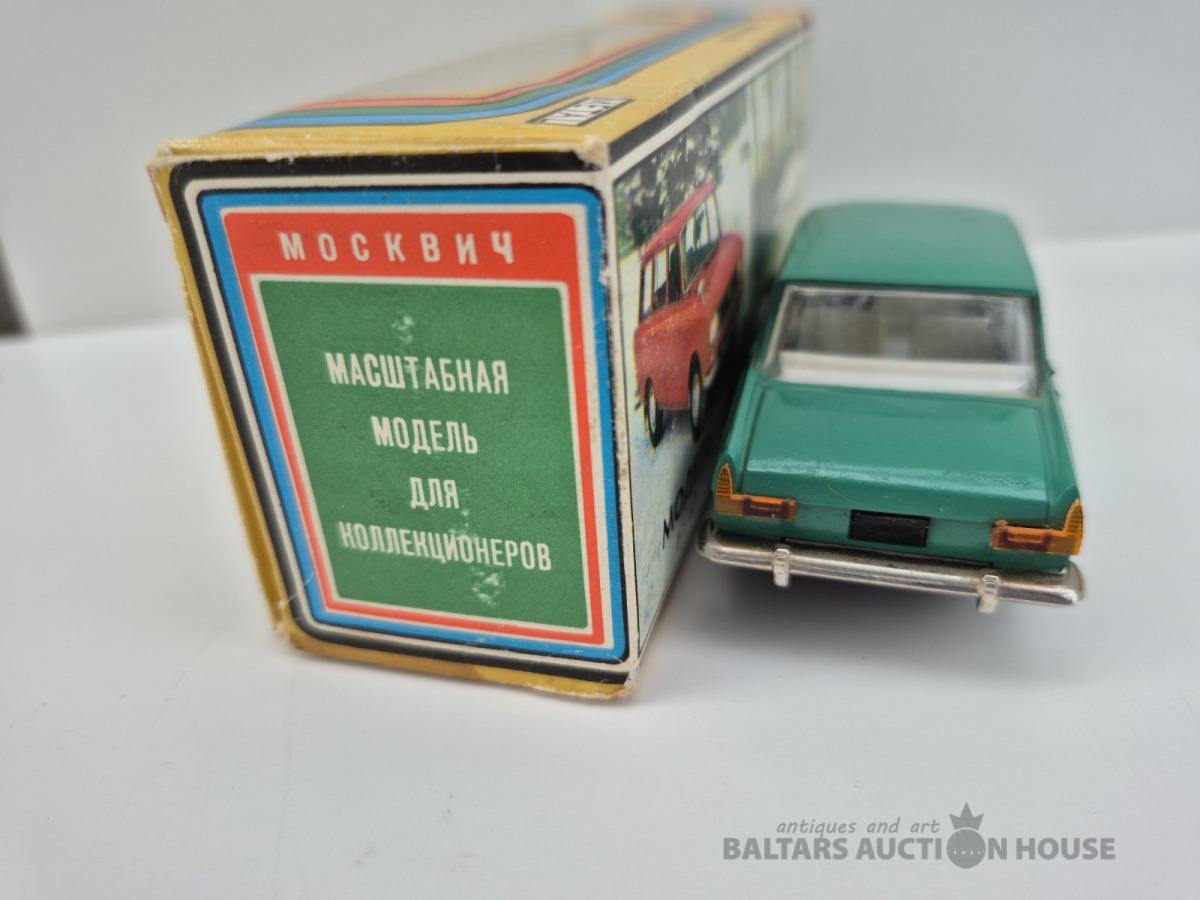 МОСКВИЧ
МАСШТАБНАЯ
МОДЕЛЬ
ДЛЯ
КОЛЛЕКЦИОНЕРОВ
antiques and art
BALTARS AUCTION HOUSE